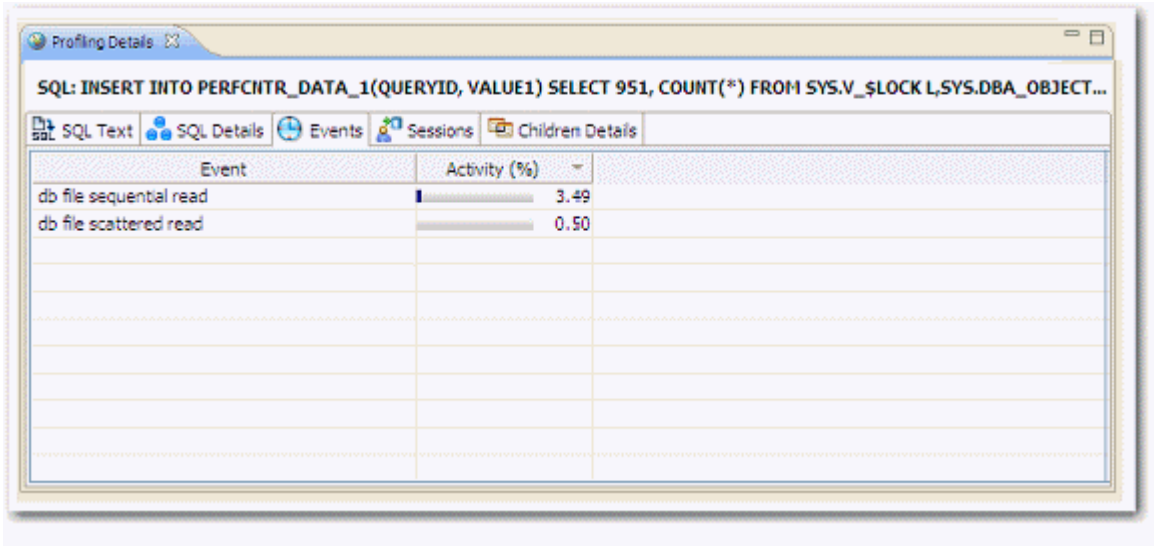 Profiling Details
SQL: INSERT INTO PERFCNTR_DATA_1(QUERYID, VALUE1) SELECT 951, COUNT(*) FROM SYS.V_$LOCK L,SYS.DBA_OBJECT...
SQL Text SQL Details Events Sessions Children Details
Event Activity (%)
db file sequential read 3.49
db file scattered read 0.50